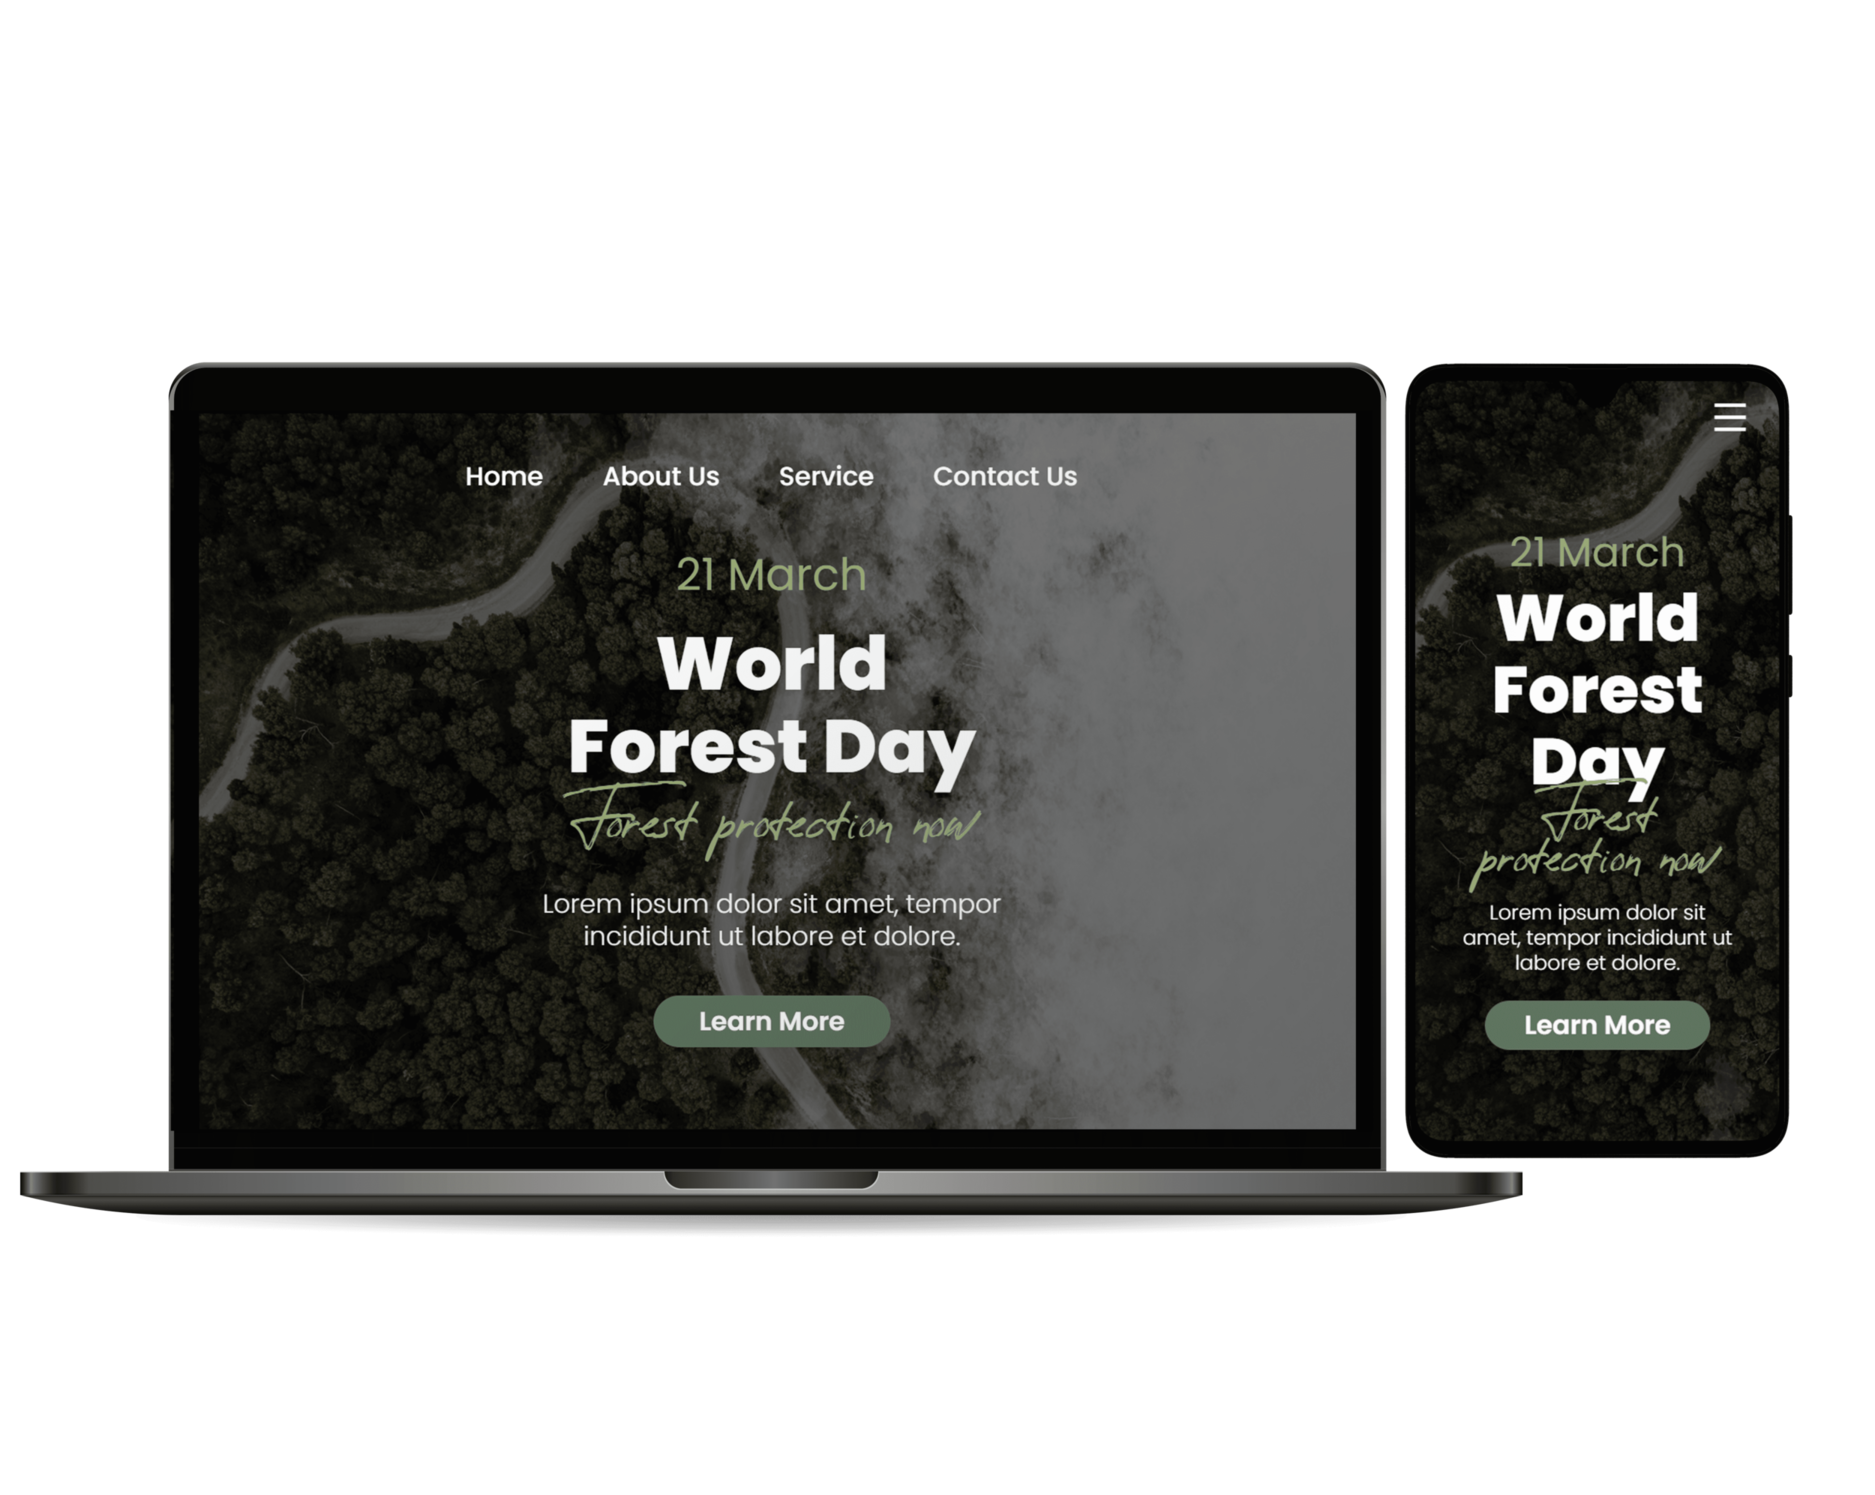 Home About Us Service Contact Us
21 March
World
Forest Day
Forest protection now
Lorem ipsum dolor sit amet, tempor
incididunt ut labore et dolore.
Learn More
21 March
World
Forest
Day
Forest
protection now
Lorem ipsum dolor sit
amet, tempor incididunt ut
labore et dolore.
Learn More